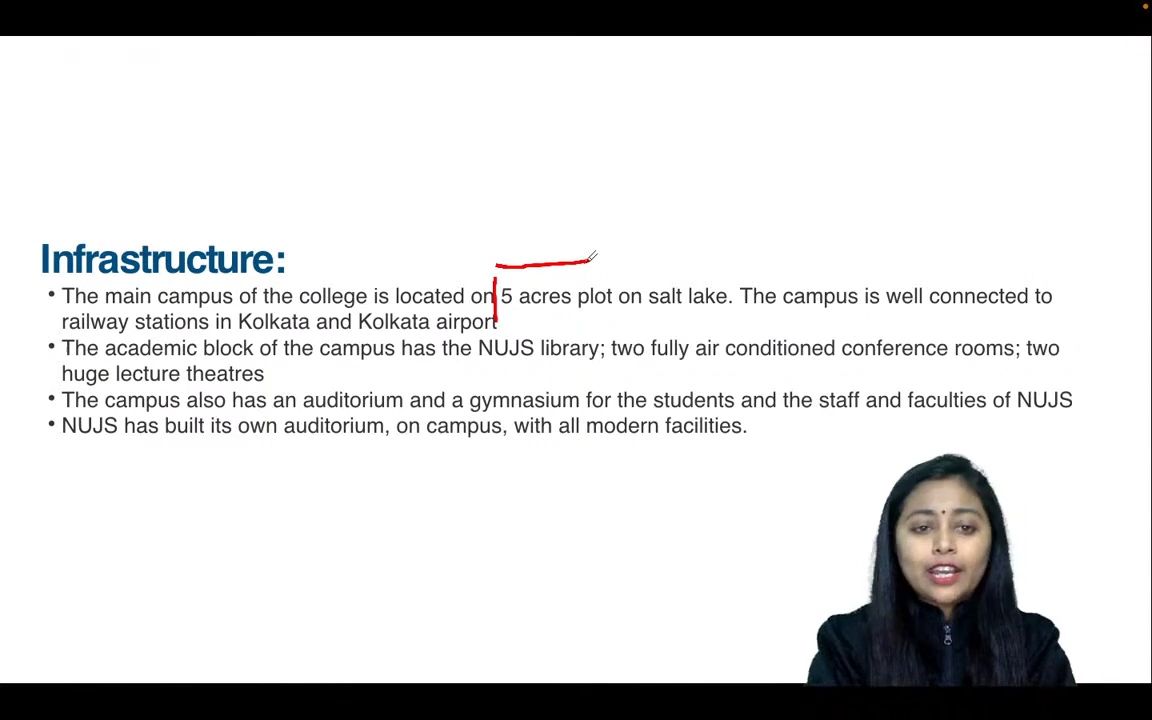 Infrastructure:
• The main campus of the college is located on 5 acres plot on salt lake. The campus is well connected to
railway stations in Kolkata and Kolkata airport
• The academic block of the campus has the NUJS library; two fully air conditioned conference rooms; two
huge lecture theatres
• The campus also has an auditorium and a gymnasium for the students and the staff and faculties of NUJS
• NUJS has built its own auditorium, on campus, with all modern facilities.